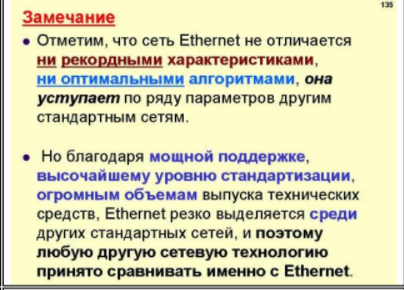 135
Замечание
• Отметим, что сеть Ethernet не отличается
ни рекордными характеристиками,
ни оптимальными алгоритмами, она
уступает по ряду параметров другим
стандартным сетям.
• Но благодаря мощной поддержке,
высочайшему уровню стандартизации,
огромным объемам выпуска технических
средств, Ethernet резко выделяется среди
других стандартных сетей, и поэтому
любую другую сетевую технологию
принято сравнивать именно с Ethernet.